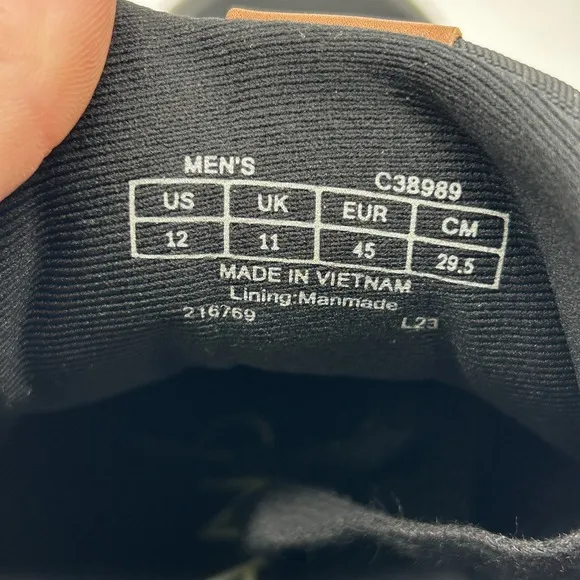 MEN'S C38989
US UK EUR CM
12 11 45 29.5
MADE IN VIETNAM
Lining:Manmade
216769 L23